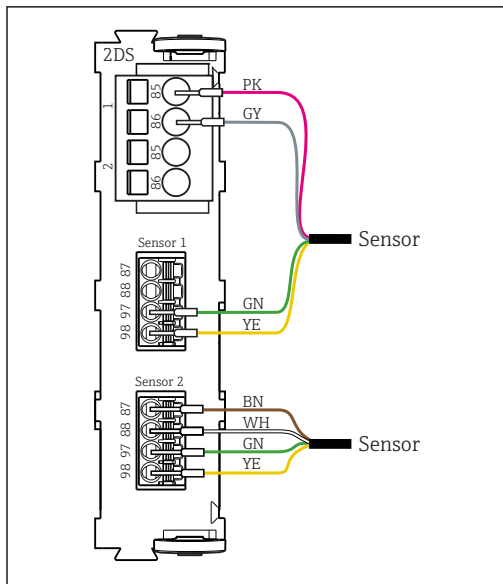 2DS
1
85
86
2
85
86
PK
GY
Sensor
Sensor 1
87
88
97
98
GN
YE
Sensor 2
87
88
97
98
BN
WH
GN
YE
Sensor